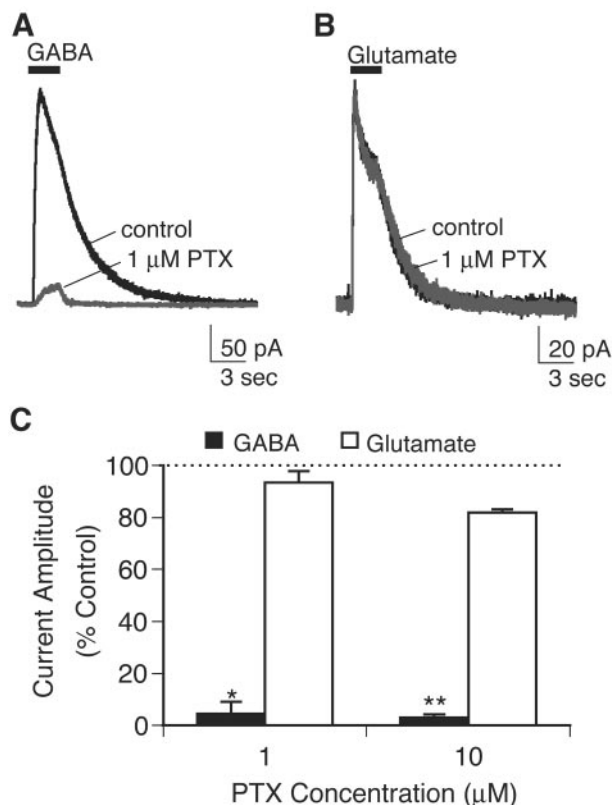 A
GABA
control
1 μM PTX
50 pA
3 sec
B
Glutamate
control
1 μM PTX
20 pA
3 sec
C
GABA Glutamate
Current Amplitude
(% Control)
100
80
60
40
20
0
*
**
1 10
PTX Concentration (μM)